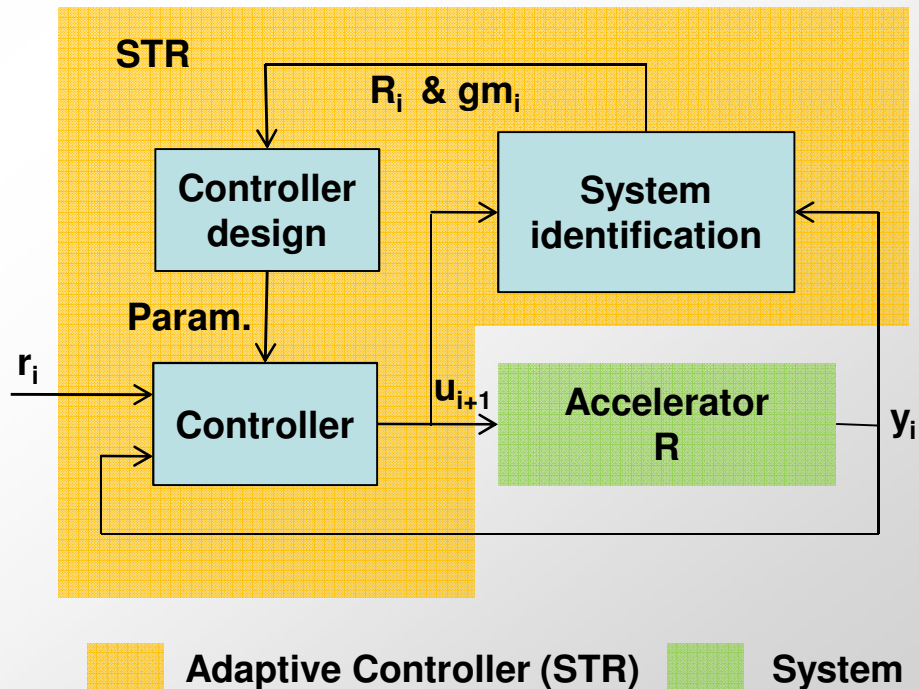 STR
Rᵢ & gmᵢ
Controller
design
System
identification
Param.
rᵢ
Controller
uᵢ₊₁
Accelerator
R
yᵢ
Adaptive Controller (STR)
System